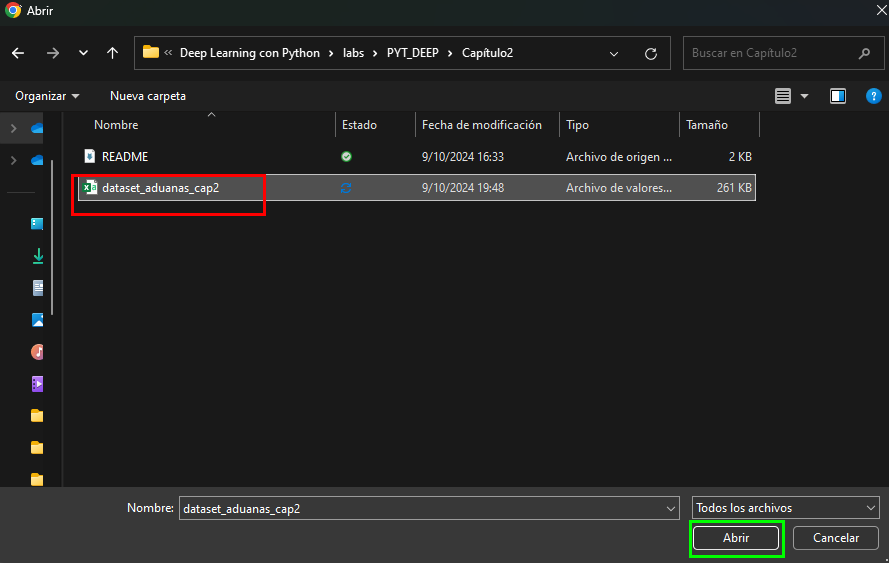 Abrir
« Deep Learning con Python > labs > PYT_DEEP > Capítulo2
Buscar en Capítulo2
Organizar Nueva carpeta
Nombre Estado Fecha de modificación Tipo Tamaño
README 9/10/2024 16:33 Archivo de origen ... 2 KB
dataset_aduanas_cap2 9/10/2024 19:48 Archivo de valores... 261 KB
Nombre: dataset_aduanas_cap2 Todos los archivos
Abrir Cancelar